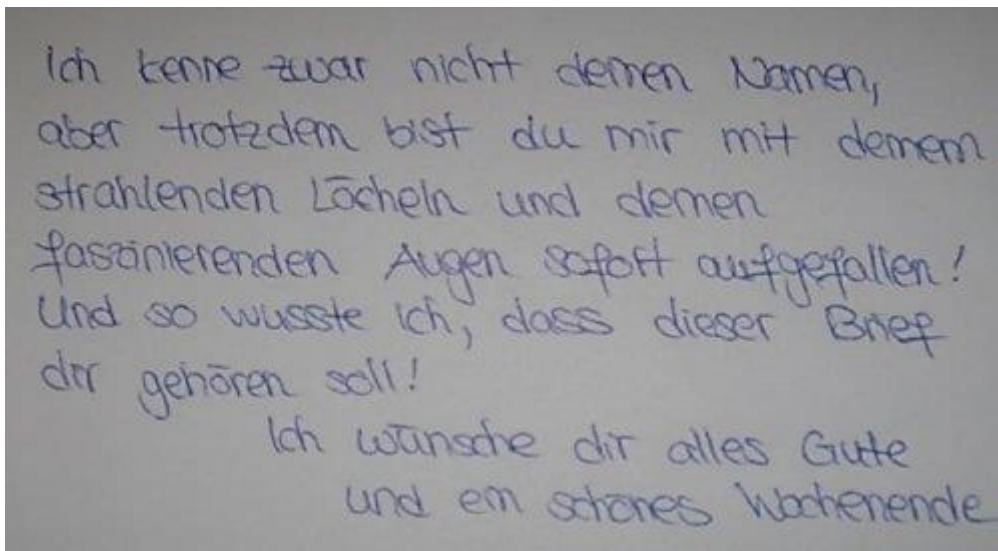 Ich kenne zwar nicht deinen Namen,
aber trotzdem bist du mir mit deinem
strahlenden Lächeln und deinen
faszinierenden Augen sofort aufgefallen!
Und so wusste ich, dass dieser Brief
dir gehören soll!
Ich wünsche dir alles Gute
und ein schönes Wochenende